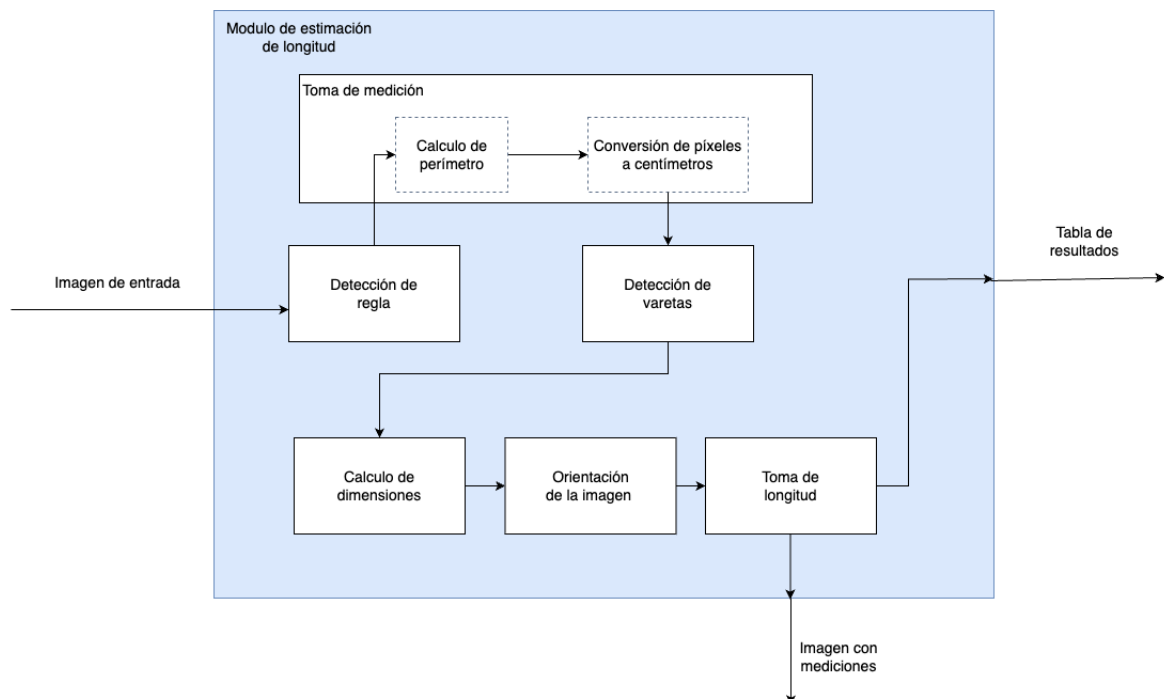 Modulo de estimación
de longitud
Toma de medición
Calculo de
perímetro
Conversión de píxeles
a centímetros
Imagen de entrada
Detección de
regla
Detección de
varetas
Tabla de
resultados
Calculo de
dimensiones
Orientación
de la imagen
Toma de
longitud
Imagen con
mediciones